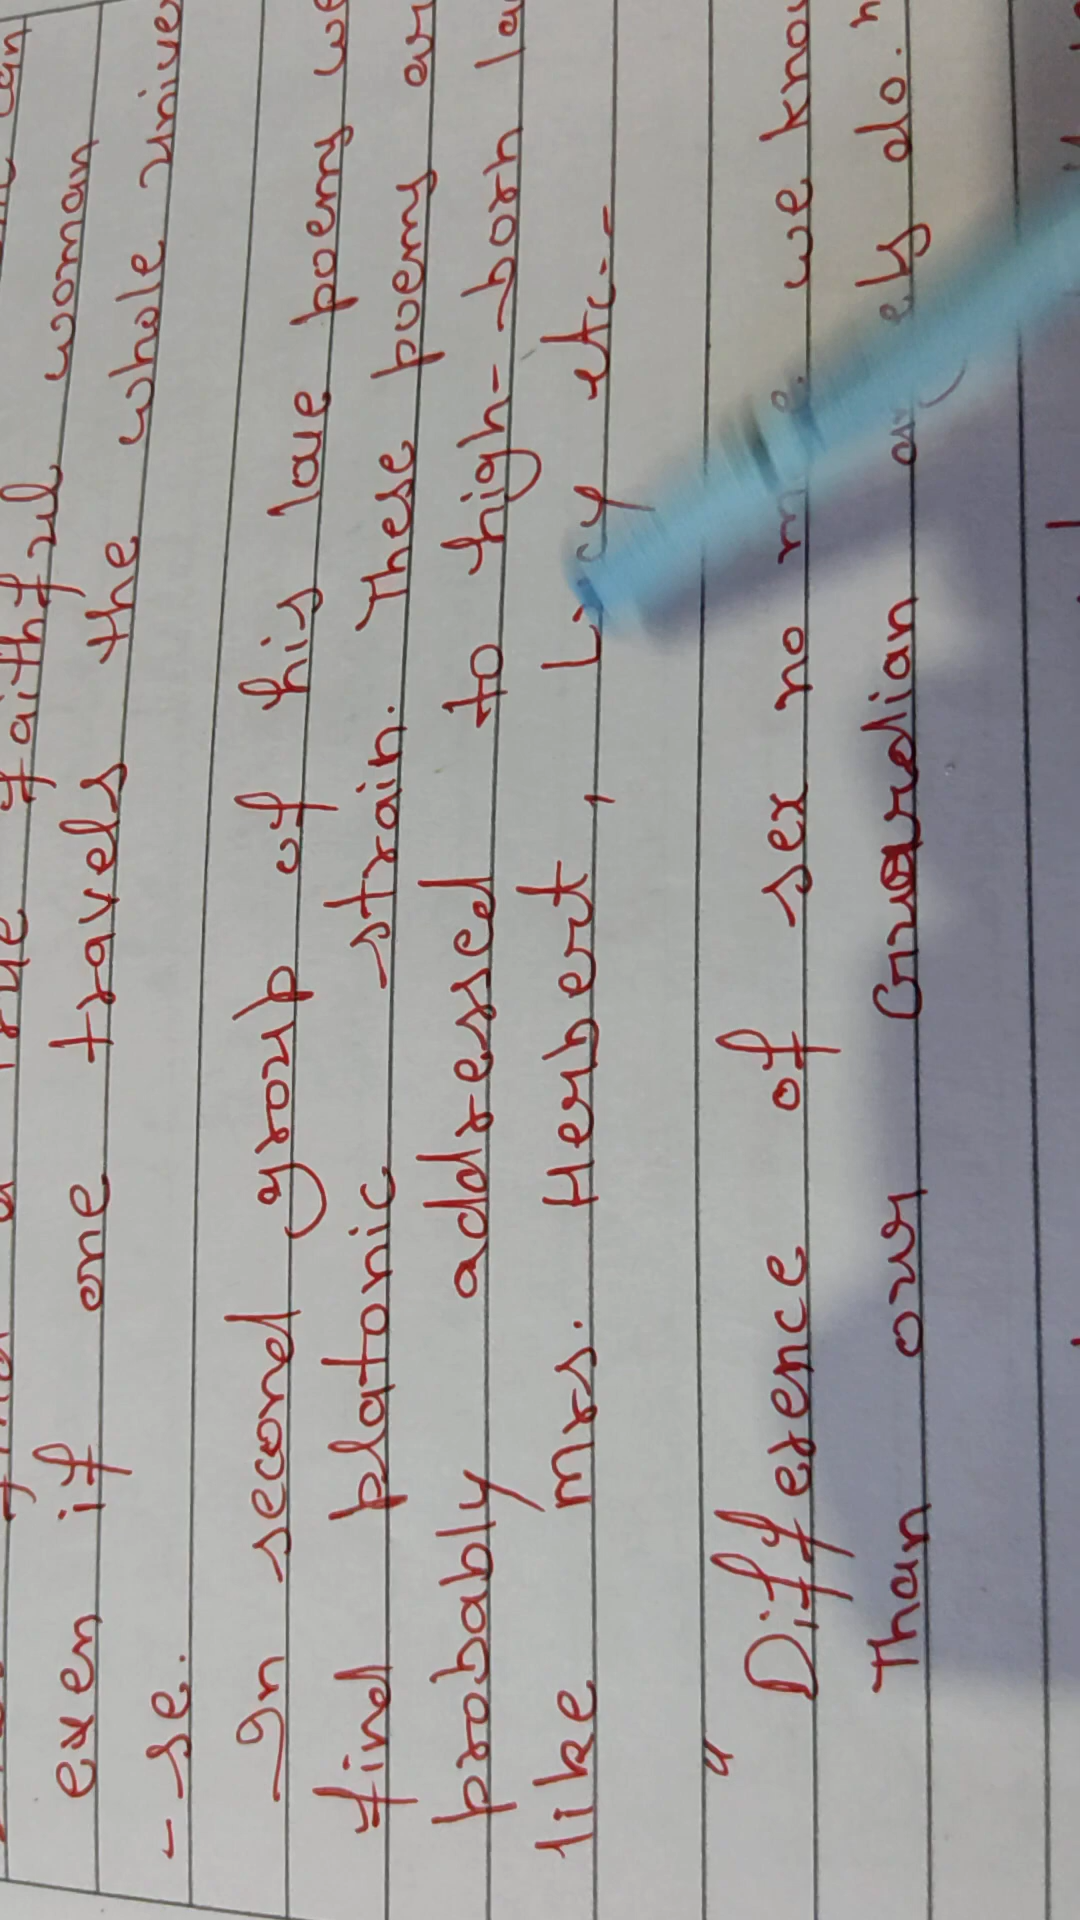 faithful
even if one travels the whole unive
-se.
In second group of his love poems we
find platonic strain. These poems ar
probably addressed to high-born la
like mrs. Herbert, etc.-
" Difference of sex no we know
Than our Guardian do.